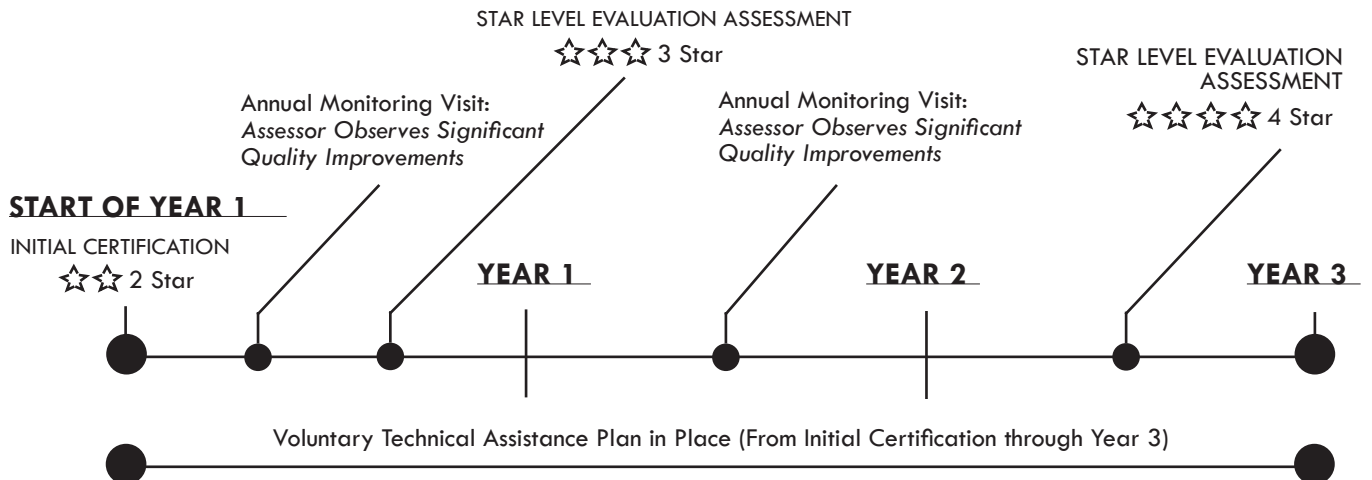 STAR LEVEL EVALUATION ASSESSMENT
3 Star
STAR LEVEL EVALUATION
ASSESSMENT
4 Star
Annual Monitoring Visit:
Assessor Observes Significant
Quality Improvements
Annual Monitoring Visit:
Assessor Observes Significant
Quality Improvements
START OF YEAR 1
INITIAL CERTIFICATION
2 Star
YEAR 1
YEAR 2
YEAR 3
Voluntary Technical Assistance Plan in Place (From Initial Certification through Year 3)